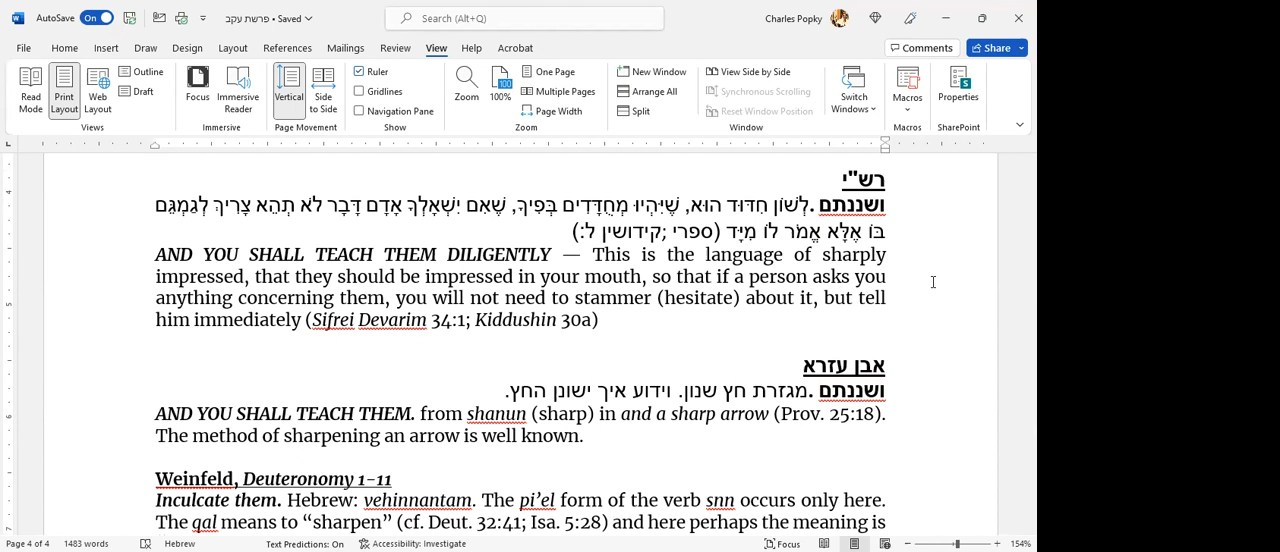 AutoSave On פרשת עקב • Saved Search (Alt+Q) Charles Popky
File Home Insert Draw Design Layout References Mailings Review View Help Acrobat Comments Share
Read Mode Print Layout Web Layout Outline Draft
Views
Focus Immersive Reader
Immersive
Vertical Side to Side
Page Movement
Ruler
Gridlines
Navigation Pane
Show
Zoom 100% One Page
Multiple Pages
Page Width
Zoom
New Window
Arrange All
Split
View Side by Side
Synchronous Scrolling
Reset Window Position
Switch Windows
Window
Macros
Macros
Properties
SharePoint
רש"י
ושננתם. לְשׁוֹן חִדּוּד הוּא, שֶׁיִּהְיוּ מְחֻדָּדִים בְּפִיךָ, שֶׁאִם יִשְׁאָלְךָ אָדָם דָּבָר לֹא תְהֵא צָרִיךְ לְגַמְגֵּם
בּוֹ אֶלָּא אֱמֹר לוֹ מִיָּד (ספרי ;קידושין ל:)
AND YOU SHALL TEACH THEM DILIGENTLY — This is the language of sharply
impressed, that they should be impressed in your mouth, so that if a person asks you
anything concerning them, you will not need to stammer (hesitate) about it, but tell
him immediately (Sifrei Devarim 34:1; Kiddushin 30a)
אבן עזרא
ושננתם. מגזרת חץ שנון. וידוע איך ישונן החץ.
AND YOU SHALL TEACH THEM. from shanun (sharp) in and a sharp arrow (Prov. 25:18).
The method of sharpening an arrow is well known.
Weinfeld, Deuteronomy 1-11
Inculcate them. Hebrew: vehinnantam. The pi’el form of the verb snn occurs only here.
The qal means to “sharpen” (cf. Deut. 32:41; Isa. 5:28) and here perhaps the meaning is
Page 4 of 4 1483 words Hebrew Text Predictions: On Accessibility: Investigate Focus 154%